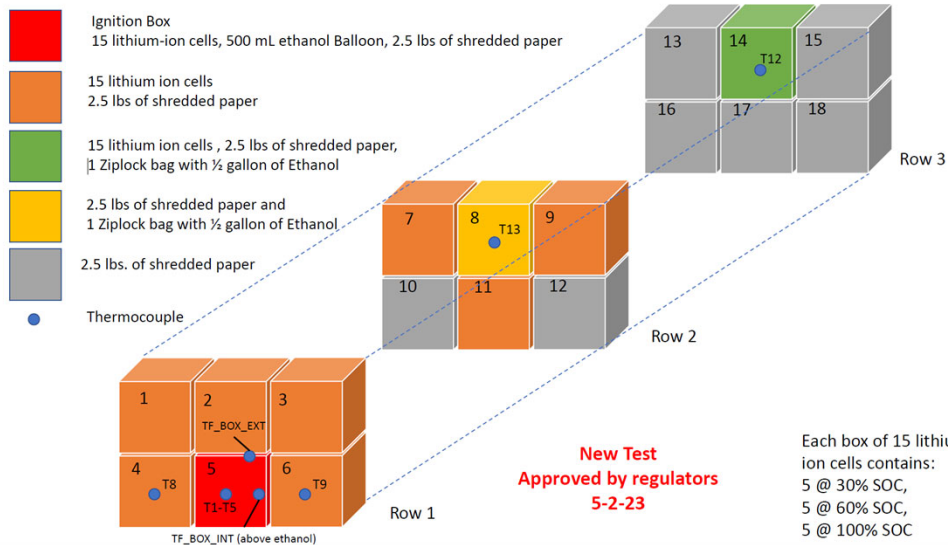 Ignition Box
15 lithium-ion cells, 500 mL ethanol Balloon, 2.5 lbs of shredded paper
15 lithium ion cells
2.5 lbs of shredded paper
15 lithium ion cells , 2.5 lbs of shredded paper,
1 Ziplock bag with ½ gallon of Ethanol
2.5 lbs of shredded paper and
1 Ziplock bag with ½ gallon of Ethanol
2.5 lbs. of shredded paper
Thermocouple
13
14
15
T12
16
17
18
Row 3
7
8
9
T13
10
11
12
Row 2
1
2
3
TF_BOX_EXT
4
T8
5
T1-T5
6
T9
Row 1
TF_BOX_INT (above ethanol)
New Test
Approved by regulators
5-2-23
Each box of 15 lithiu
ion cells contains:
5 @ 30% SOC,
5 @ 60% SOC,
5 @ 100% SOC